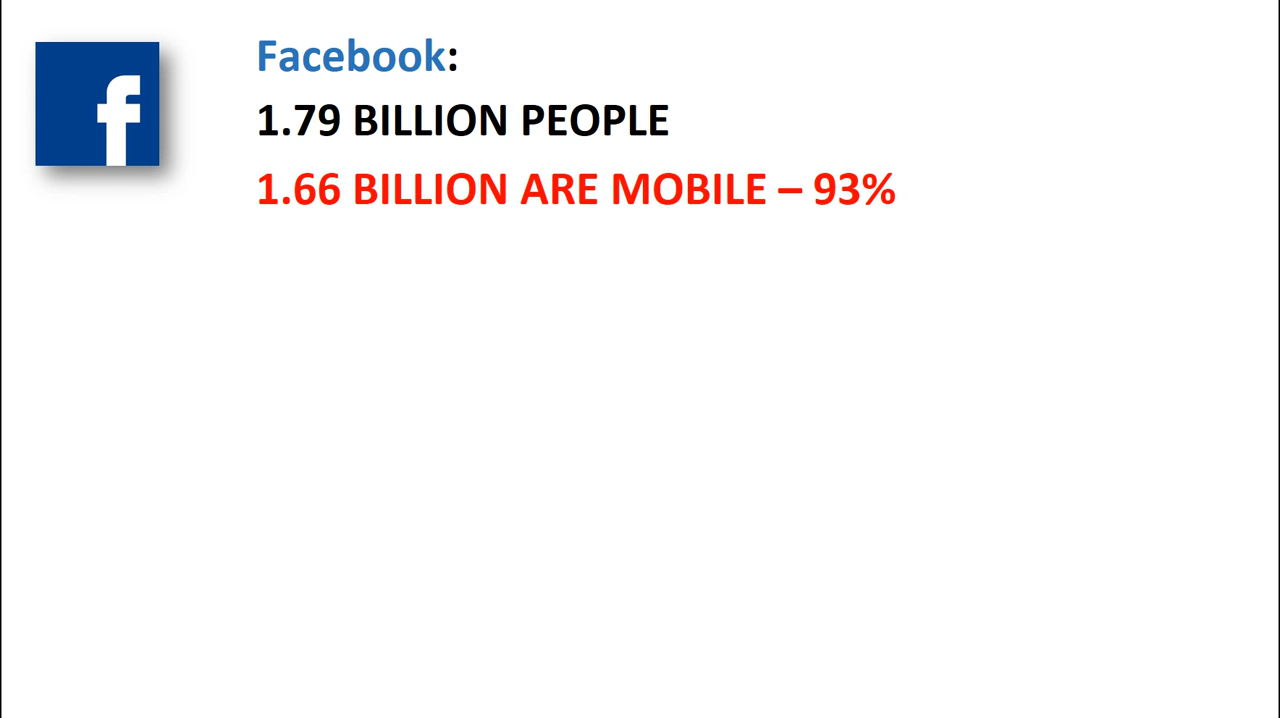 Facebook:
1.79 BILLION PEOPLE
1.66 BILLION ARE MOBILE – 93%